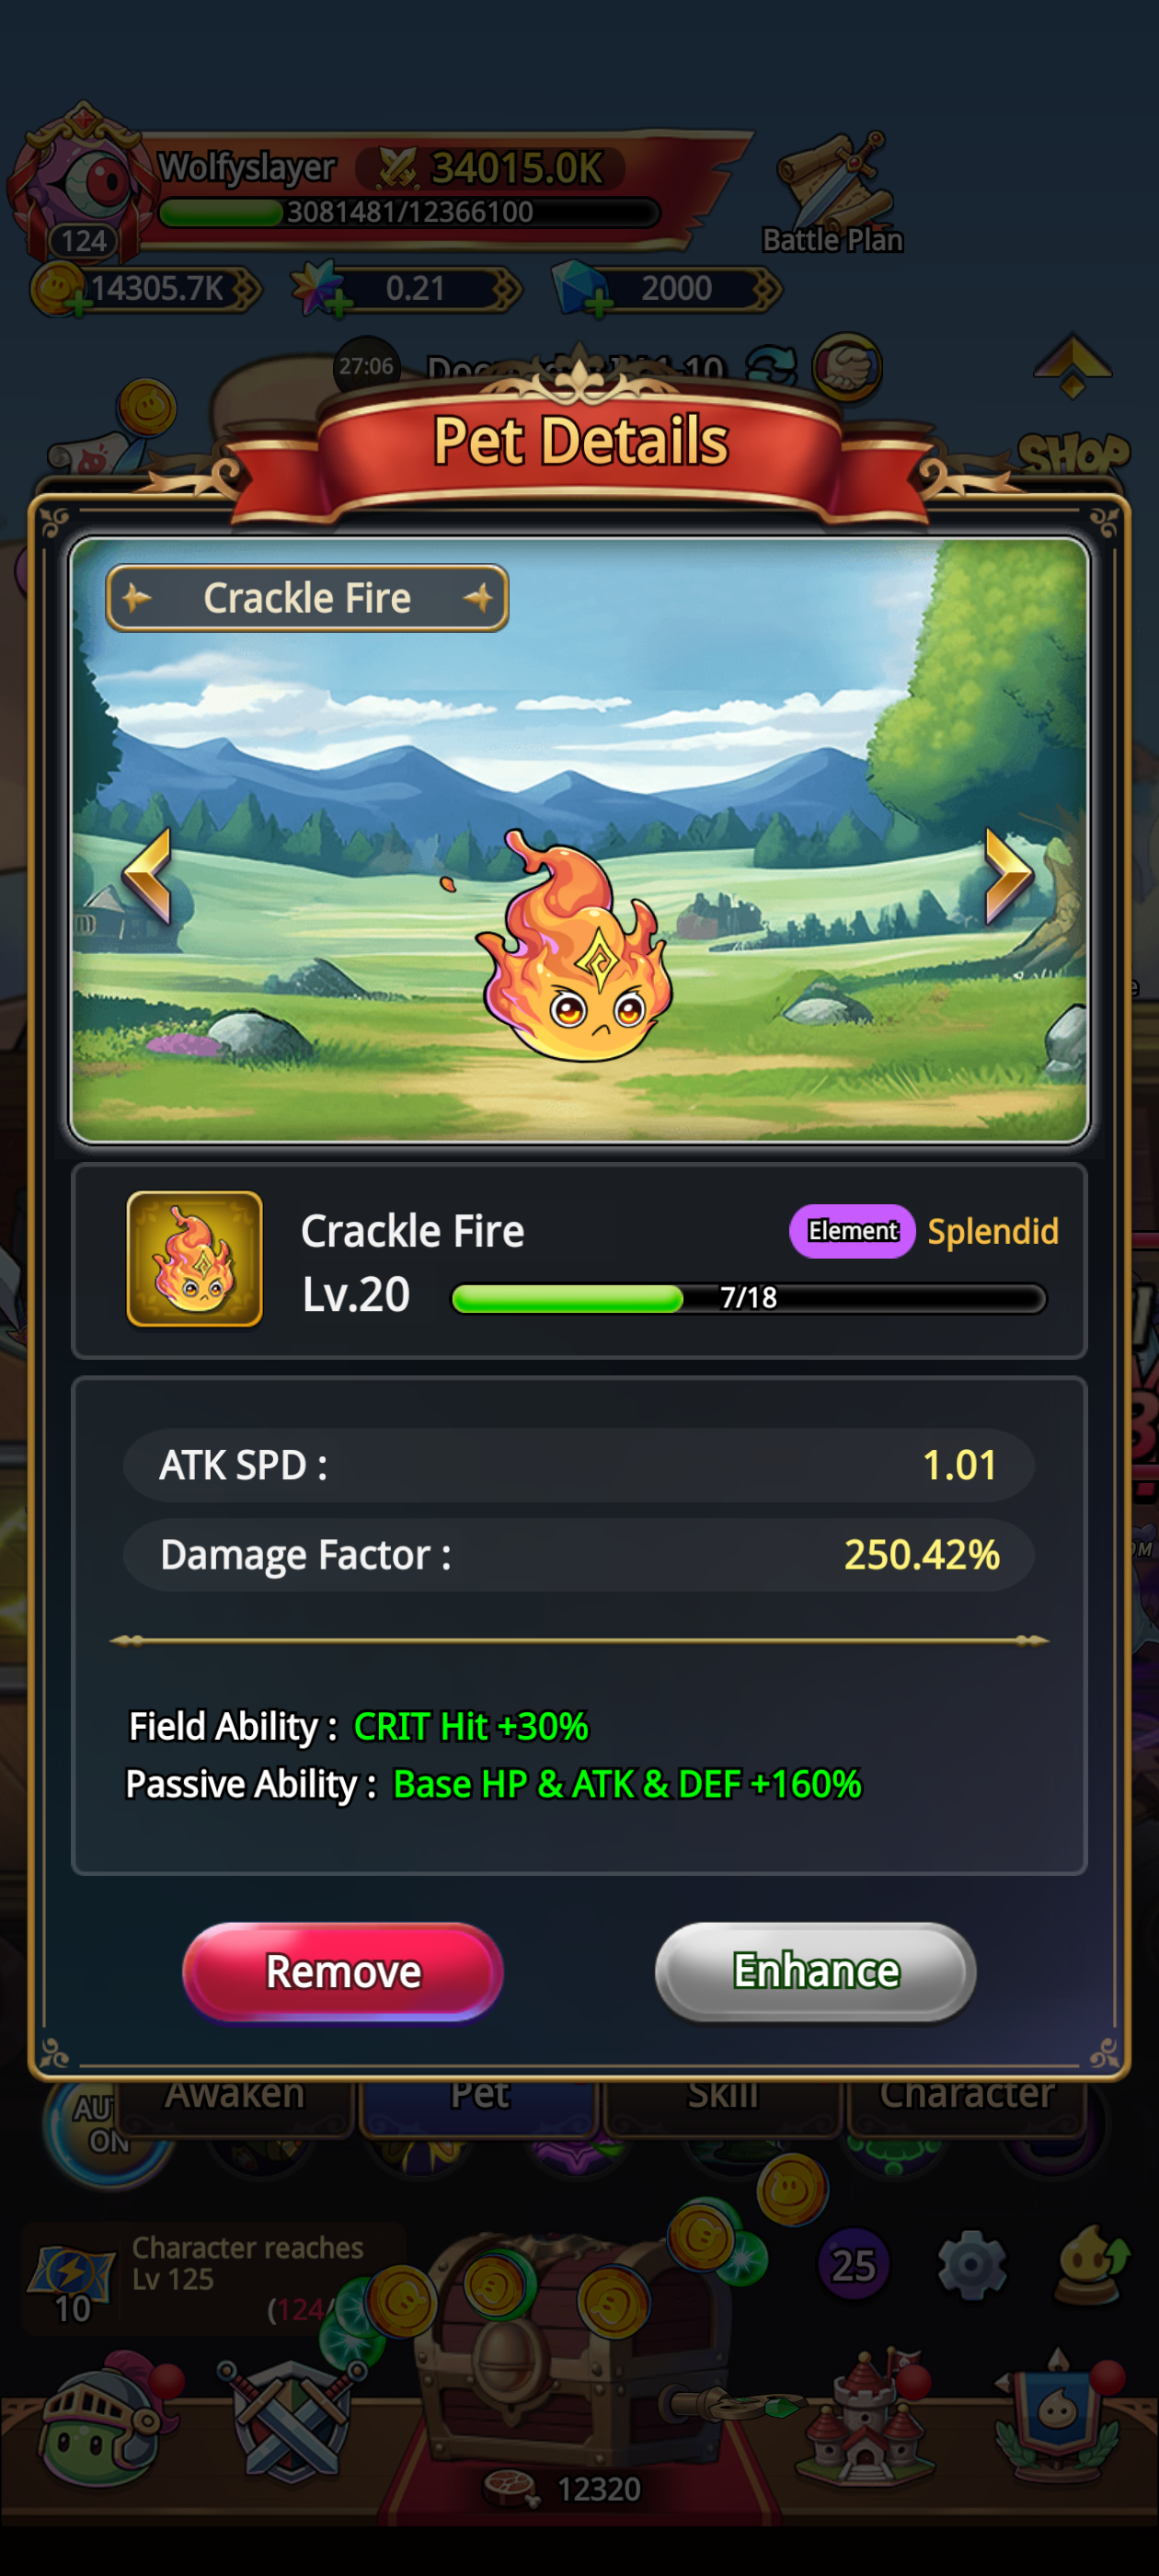 Wolfyslayer
34015.0K
3081481/12366100
124
Battle Plan
14305.7K
0.21
2000
27:06
SHOP
Pet Details
Crackle Fire
Crackle Fire
Element
Splendid
Lv.20
7/18
ATK SPD :
1.01
Damage Factor :
250.42%
Field Ability : CRIT Hit +30%
Passive Ability : Base HP & ATK & DEF +160%
Remove
Enhance
Awaken
Pet
Skill
Character
ON
Character reaches
Lv 125
(124/
10
25
12320